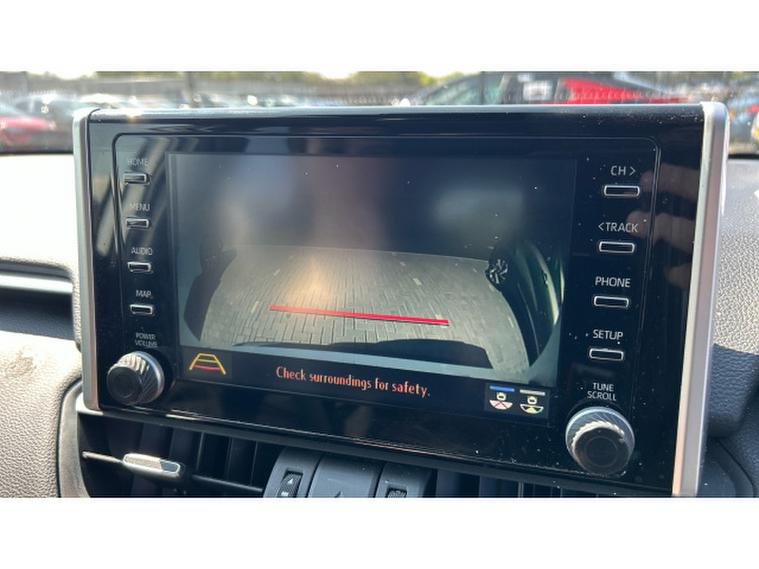 HOME
MENU
AUDIO
MAP
POWER
VOLUME
CH >
< TRACK
PHONE
SETUP
TUNE
SCROLL
Check surroundings for safety.